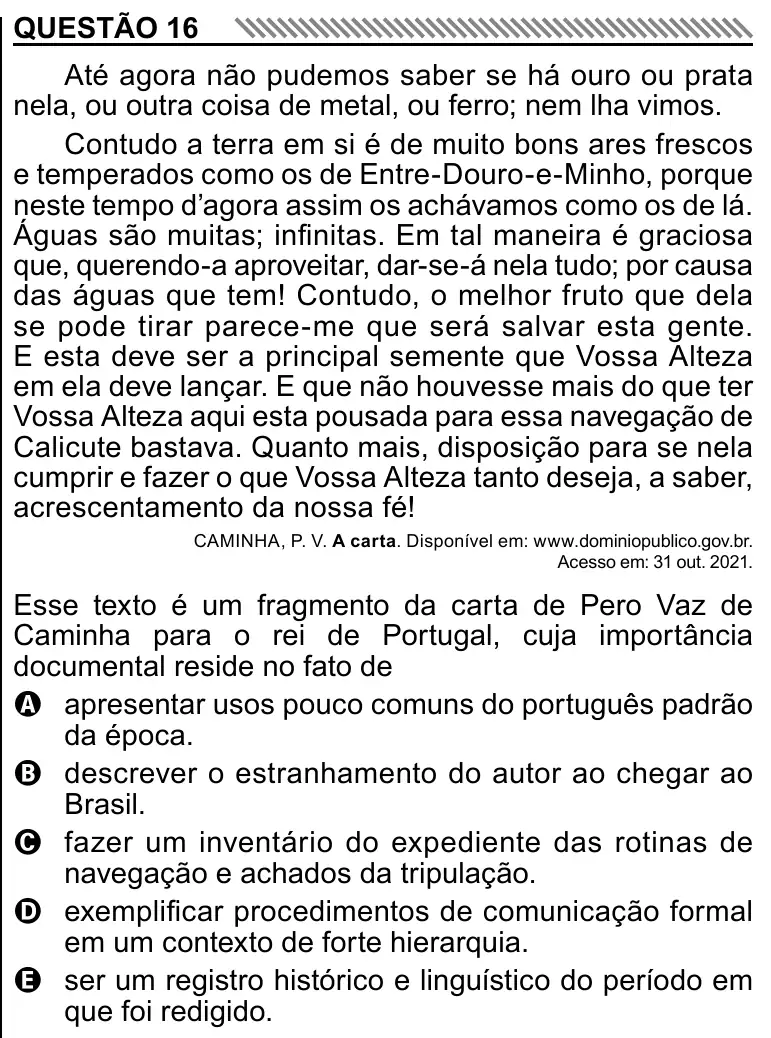 QUESTÃO 16
Até agora não pudemos saber se há ouro ou prata
nela, ou outra coisa de metal, ou ferro; nem lha vimos.
Contudo a terra em si é de muito bons ares frescos
e temperados como os de Entre-Douro-e-Minho, porque
neste tempo d’agora assim os achávamos como os de lá.
Águas são muitas; infinitas. Em tal maneira é graciosa
que, querendo-a aproveitar, dar-se-á nela tudo; por causa
das águas que tem! Contudo, o melhor fruto que dela
se pode tirar parece-me que será salvar esta gente.
E esta deve ser a principal semente que Vossa Alteza
em ela deve lançar. E que não houvesse mais do que ter
Vossa Alteza aqui esta pousada para essa navegação de
Calicute bastava. Quanto mais, disposição para se nela
cumprir e fazer o que Vossa Alteza tanto deseja, a saber,
acrescentamento da nossa fé!
CAMINHA, P. V. A carta. Disponível em: www.dominiopublico.gov.br.
Acesso em: 31 out. 2021.
Esse texto é um fragmento da carta de Pero Vaz de
Caminha para o rei de Portugal, cuja importância
documental reside no fato de
A apresentar usos pouco comuns do português padrão
da época.
B descrever o estranhamento do autor ao chegar ao
Brasil.
C fazer um inventário do expediente das rotinas de
navegação e achados da tripulação.
D exemplificar procedimentos de comunicação formal
em um contexto de forte hierarquia.
E ser um registro histórico e linguístico do período em
que foi redigido.